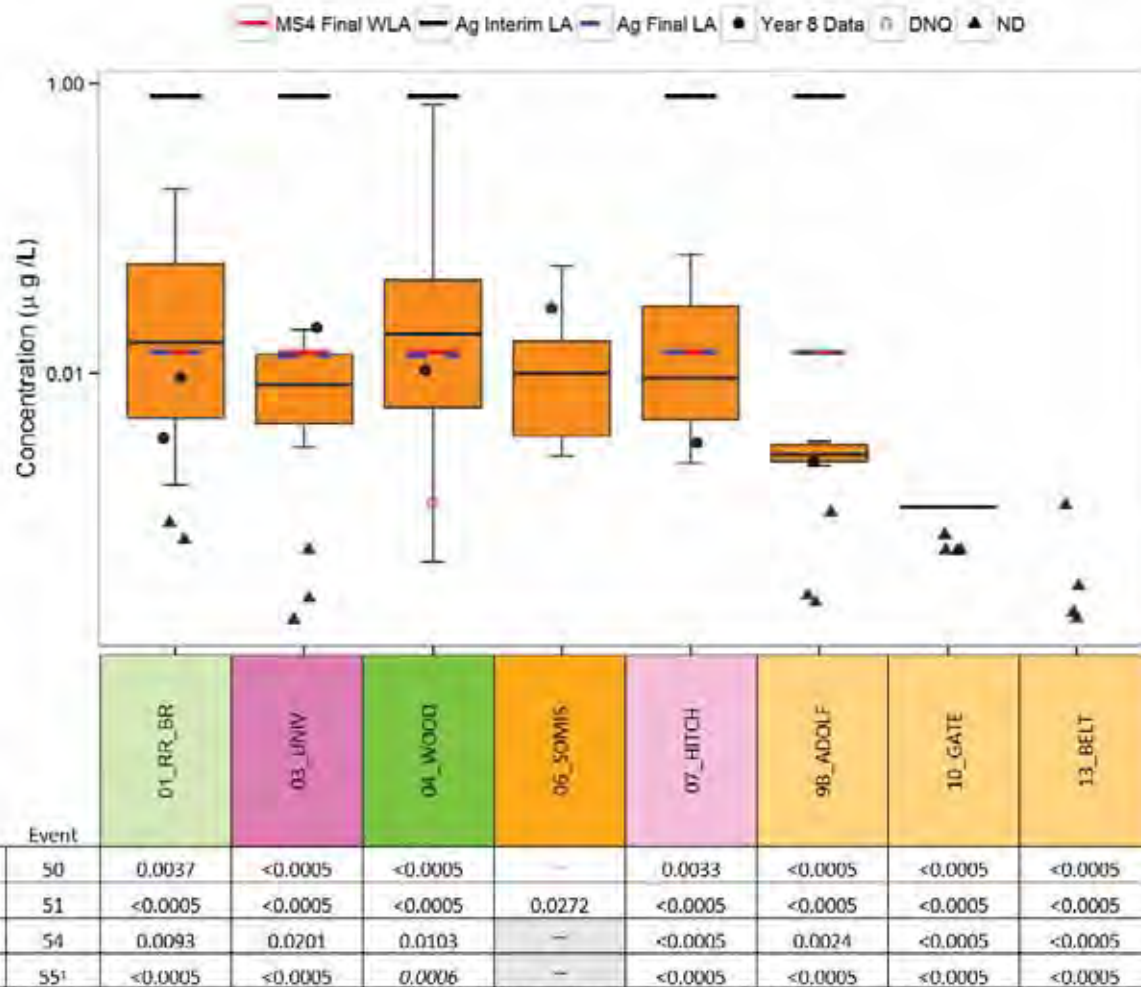 MS4 Final WLA Ag Interim LA Ag Final LA Year 8 Data DNQ ND
1.00
0.01
Concentration (µ g /L)
01_RR_BR 03_UNIV 04_WOOD 06_SOMIS 07_HITCH 9B_ADOLF 10_GATE 13_BELT
Event
50 0.0037 <0.0005 <0.0005 — 0.0033 <0.0005 <0.0005 <0.0005
51 <0.0005 <0.0005 <0.0005 0.0272 <0.0005 <0.0005 <0.0005 <0.0005
54 0.0093 0.0201 0.0103 — <0.0005 0.0024 <0.0005 <0.0005
55¹ <0.0005 <0.0005 0.0006 — <0.0005 <0.0005 <0.0005 <0.0005